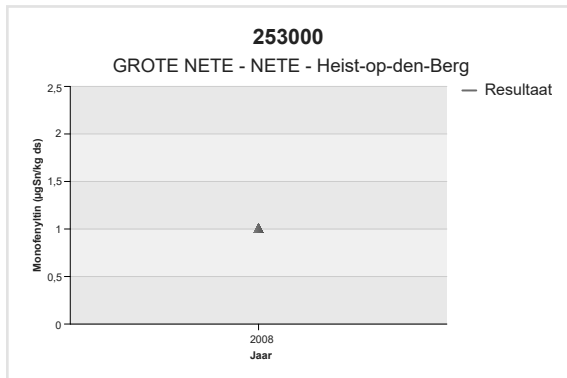 253000
GROTE NETE - NETE - Heist-op-den-Berg
Resultaat
Monofenyltin (µgSn/kg ds)
2,5
2
1,5
1
0,5
0
2008
Jaar